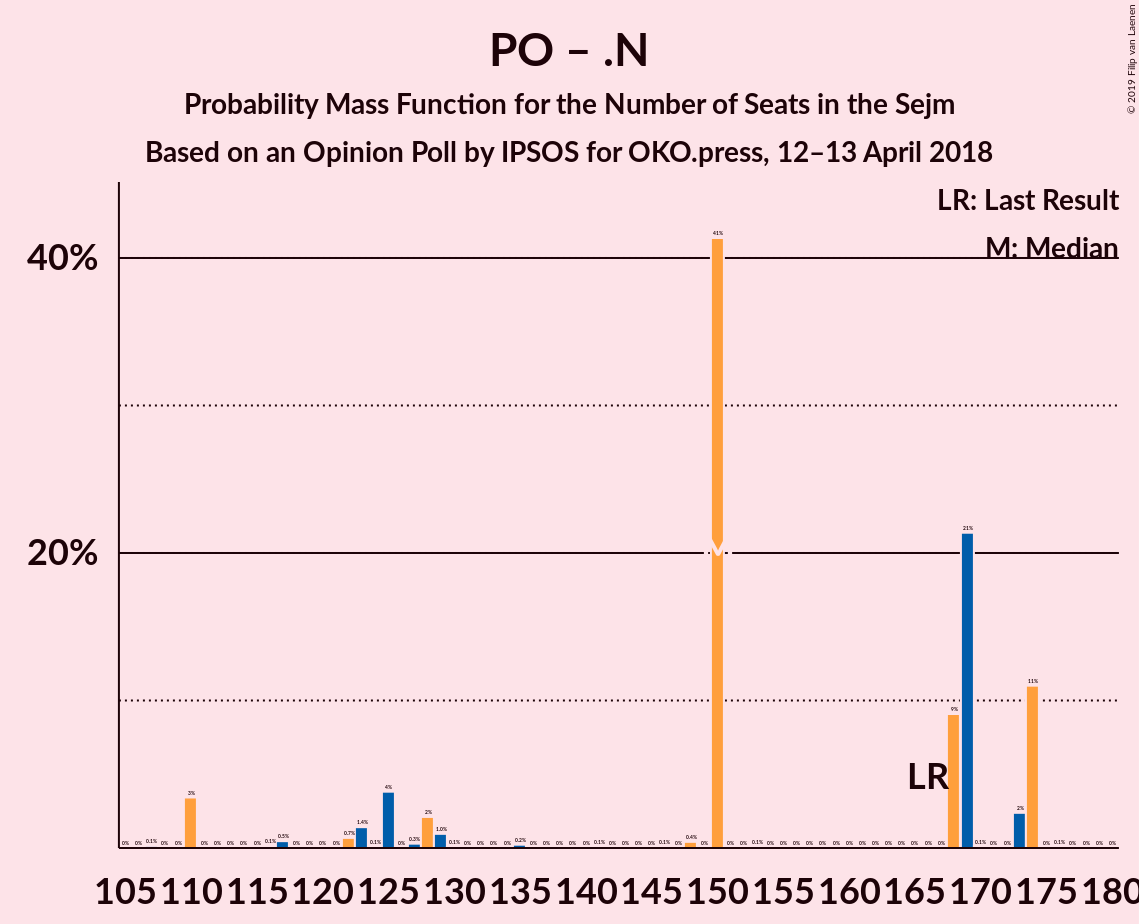 PO – .N
Probability Mass Function for the Number of Seats in the Sejm
Based on an Opinion Poll by IPSOS for OKO.press, 12–13 April 2018
© 2019 Filip van Laenen
LR: Last Result
M: Median
40%
20%
41%
21%
11%
9%
LR
M
4%
3%
2%
2%
1.4%
1.0%
0.7%
0.5%
0.4%
0.3%
0.2%
105 110 115 120 125 130 135 140 145 150 155 160 165 170 175 180